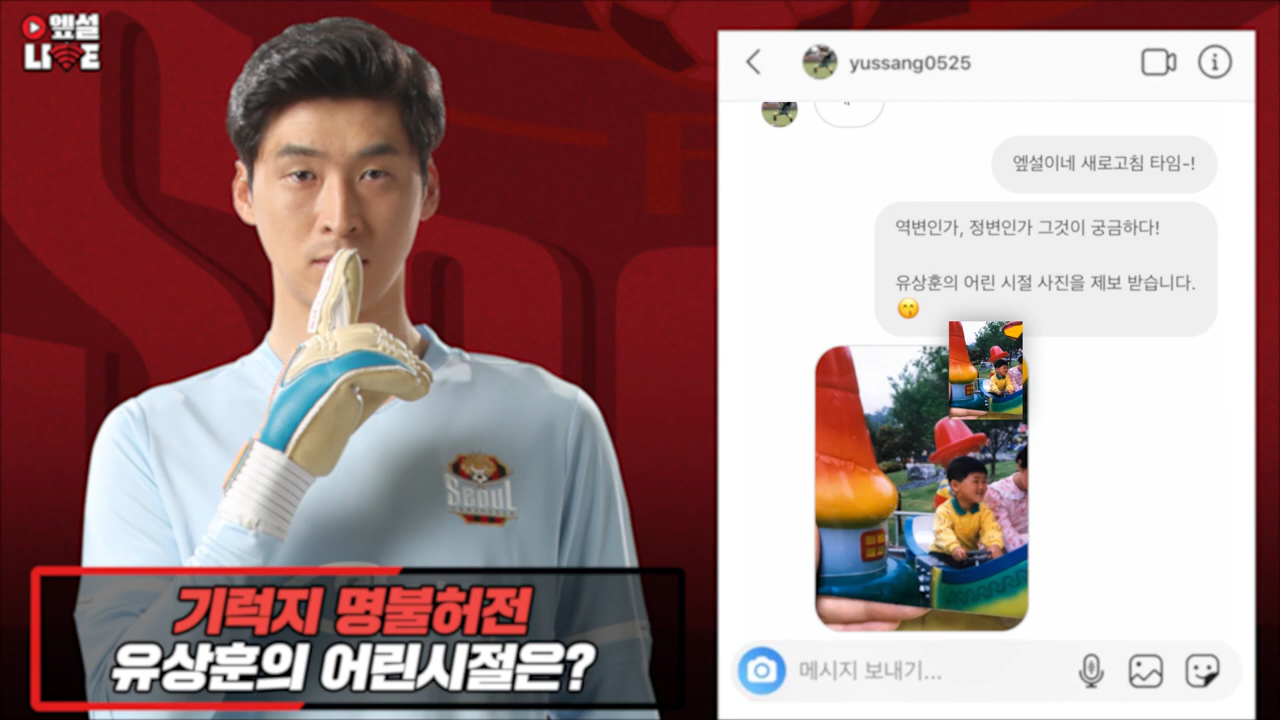 엪설
LIVE
Seoul
기럭지 명불허전
유상훈의 어린시절은?
yussang0525
엪설이네 새로고침 타임~!
역변인가, 정변인가 그것이 궁금하다!
유상훈의 어린 시절 사진을 제보 받습니다.
🤭
메시지 보내기...